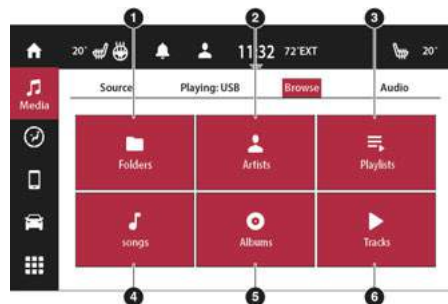 1 2 3
20° 11:32 72°EXT 20°
Media
Source Playing: USB Browse Audio
Folders Artists Playlists
songs Albums Tracks
4 5 6